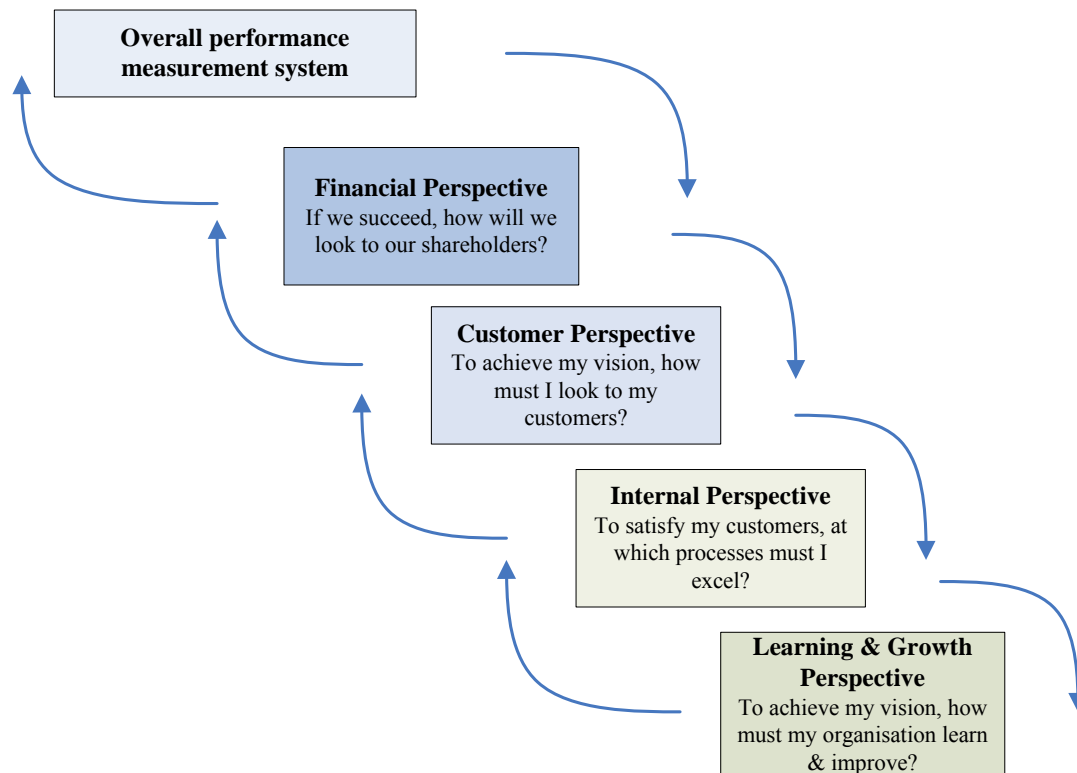 Overall performance
measurement system
Financial Perspective
If we succeed, how will we
look to our shareholders?
Customer Perspective
To achieve my vision, how
must I look to my
customers?
Internal Perspective
To satisfy my customers, at
which processes must I
excel?
Learning & Growth
Perspective
To achieve my vision, how
must my organisation learn
& improve?